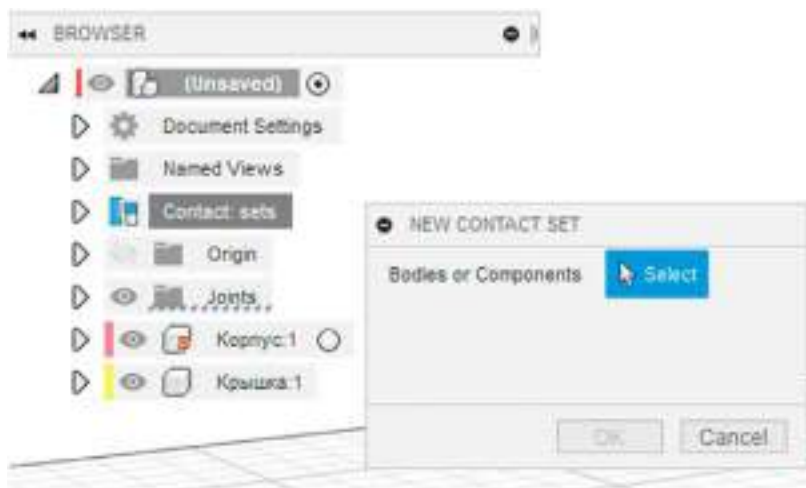 BROWSER
(Unsaved)
Document Settings
Named Views
Contact sets
Origin
Joints
Корпус:1
Крышка:1
NEW CONTACT SET
Bodies or Components
Select
OK
Cancel